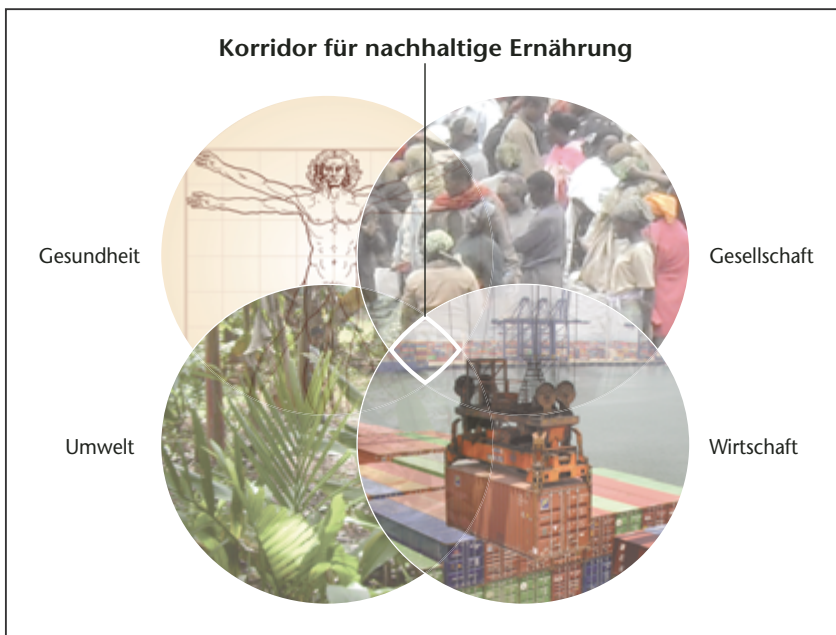 Korridor für nachhaltige Ernährung
Gesundheit
Gesellschaft
Umwelt
Wirtschaft